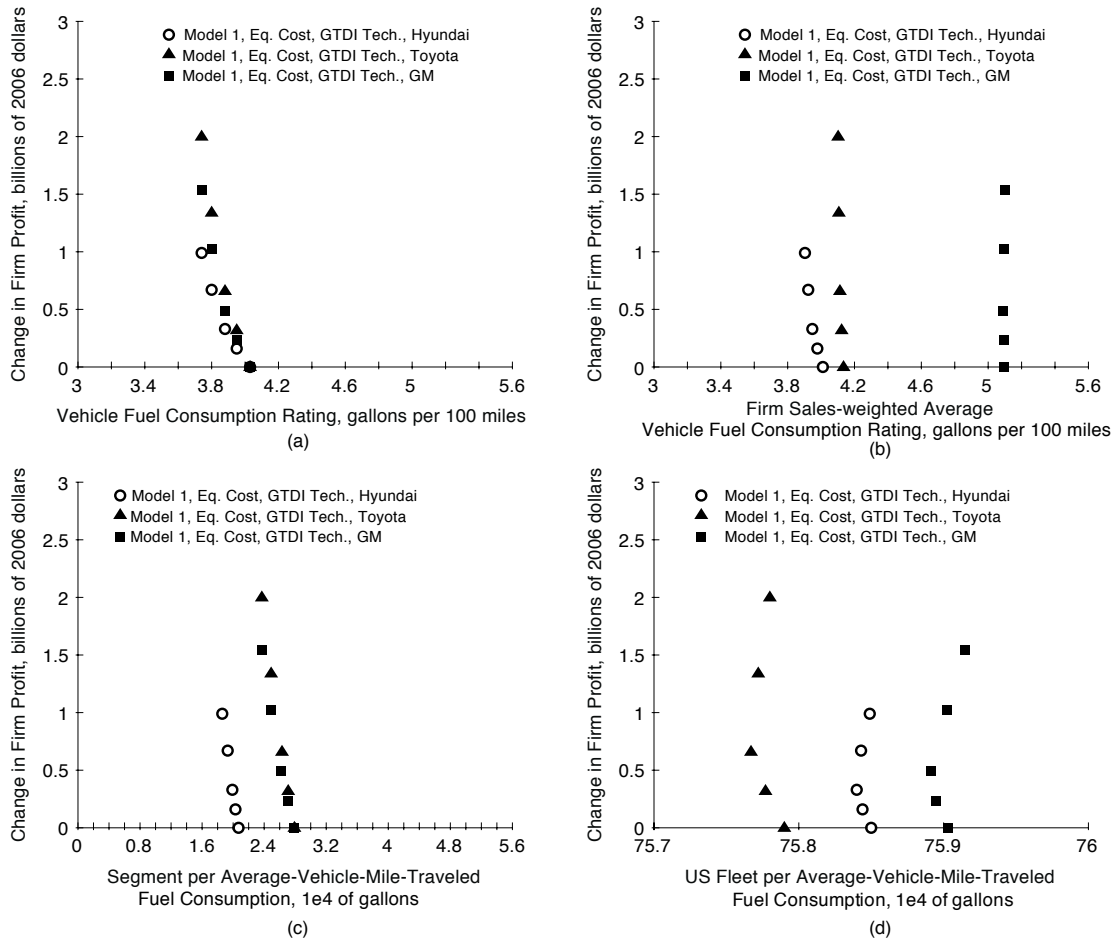 Change in Firm Profit, billions of 2006 dollars
3
2.5
2
1.5
1
0.5
0
Model 1, Eq. Cost, GTDI Tech., Hyundai
Model 1, Eq. Cost, GTDI Tech., Toyota
Model 1, Eq. Cost, GTDI Tech., GM
3 3.4 3.8 4.2 4.6 5 5.6
Vehicle Fuel Consumption Rating, gallons per 100 miles
(a)
Change in Firm Profit, billions of 2006 dollars
3
2.5
2
1.5
1
0.5
0
Model 1, Eq. Cost, GTDI Tech., Hyundai
Model 1, Eq. Cost, GTDI Tech., Toyota
Model 1, Eq. Cost, GTDI Tech., GM
3 3.4 3.8 4.2 4.6 5 5.6
Firm Sales-weighted Average
Vehicle Fuel Consumption Rating, gallons per 100 miles
(b)
Change in Firm Profit, billions of 2006 dollars
3
2.5
2
1.5
1
0.5
0
Model 1, Eq. Cost, GTDI Tech., Hyundai
Model 1, Eq. Cost, GTDI Tech., Toyota
Model 1, Eq. Cost, GTDI Tech., GM
0 0.8 1.6 2.4 3.2 4 4.6 5.6
Segment per Average-Vehicle-Mile-Traveled
Fuel Consumption, 1e4 of gallons
(c)
Change in Firm Profit, billions of 2006 dollars
3
2.5
2
1.5
1
0.5
0
Model 1, Eq. Cost, GTDI Tech., Hyundai
Model 1, Eq. Cost, GTDI Tech., Toyota
Model 1, Eq. Cost, GTDI Tech., GM
75.7 75.8 75.9 76
US Fleet per Average-Vehicle-Mile-Traveled
Fuel Consumption, 1e4 of gallons
(d)